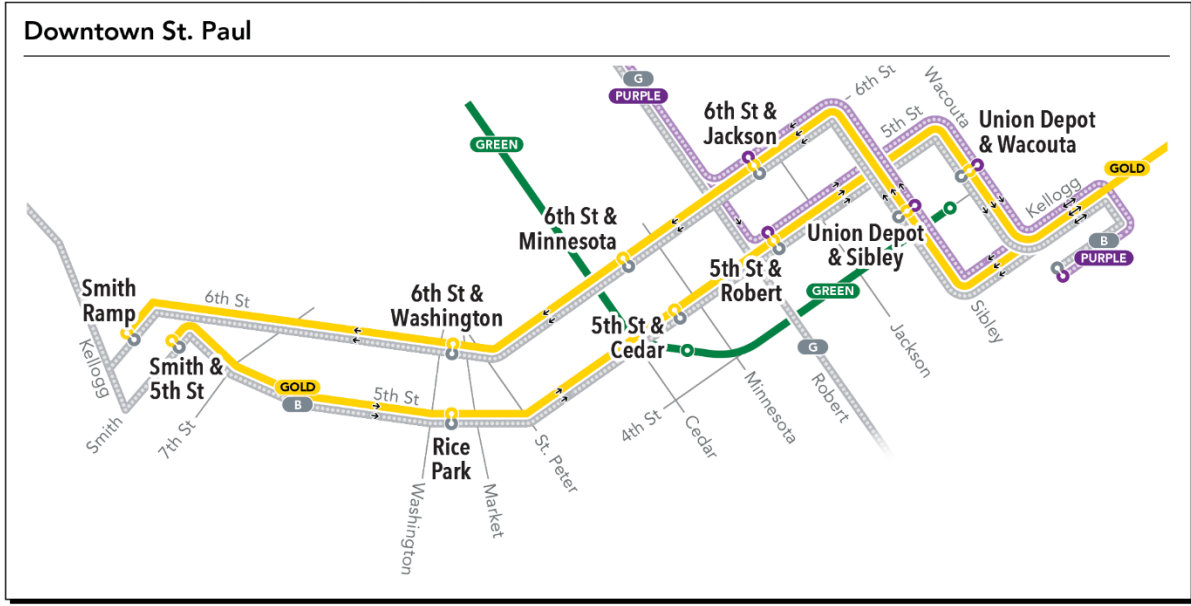 Downtown St. Paul
G
PURPLE
6th St
Wacouta
5th St
6th St &
Jackson
Union Depot
& Wacouta
GREEN
GOLD
Kellogg
6th St &
Minnesota
Union Depot
& Sibley
B
PURPLE
5th St &
Robert
Smith
Ramp
6th St
6th St &
Washington
GREEN
Sibley
5th St &
Cedar
Jackson
Kellogg
Smith &
5th St
G
GOLD
B
5th St
Minnesota
Robert
Smith
7th St
4th St
Cedar
Rice
Park
St. Peter
Washington
Market